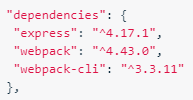 "dependencies": {
"express": "^4.17.1",
"webpack": "^4.43.0",
"webpack-cli": "^3.3.11"
},